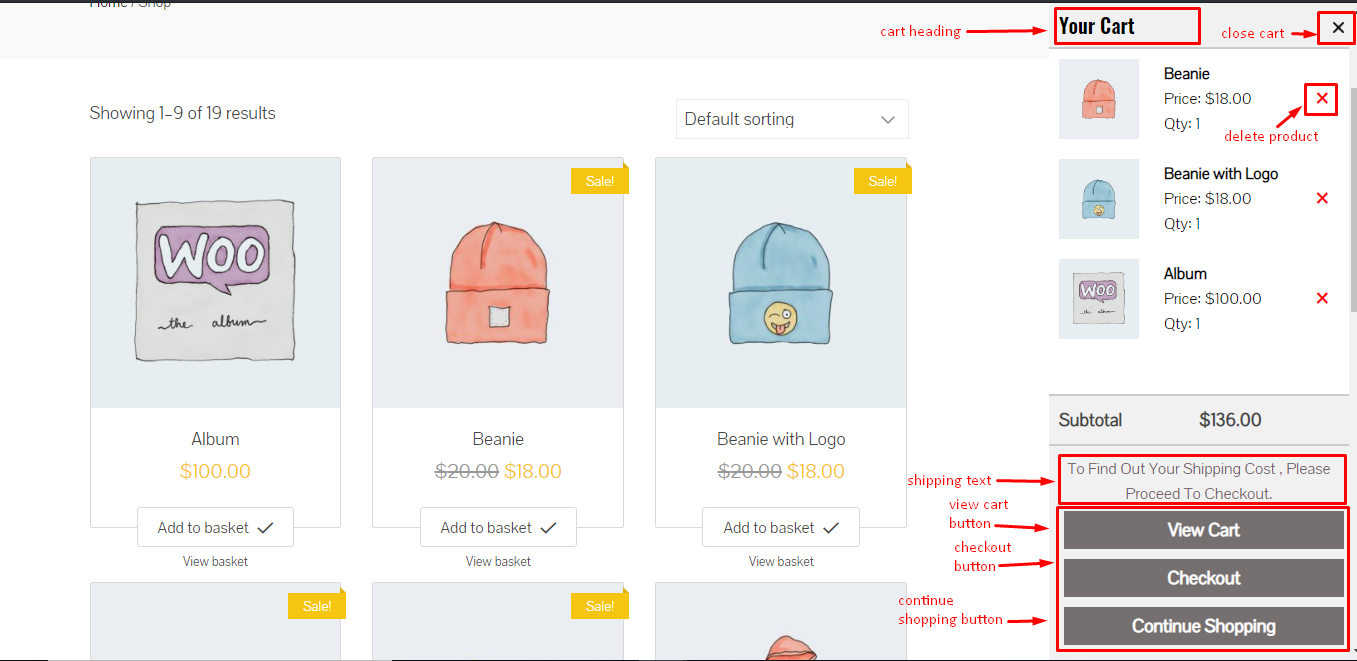 Home / Shop
cart heading
Your Cart
close cart
Showing 1–9 of 19 results
Default sorting
Beanie
Price: $18.00
Qty: 1
delete product
Beanie with Logo
Price: $18.00
Qty: 1
Album
Price: $100.00
Qty: 1
Sale!
Sale!
WOO
the album
WOO
Album
$100.00
Add to basket
View basket
Beanie
$20.00 $18.00
Add to basket
View basket
Beanie with Logo
$20.00 $18.00
Add to basket
View basket
Sale!
Sale!
Subtotal $136.00
shipping text
To Find Out Your Shipping Cost , Please
Proceed To Checkout.
view cart
button
View Cart
checkout
button
Checkout
continue
shopping button
Continue Shopping